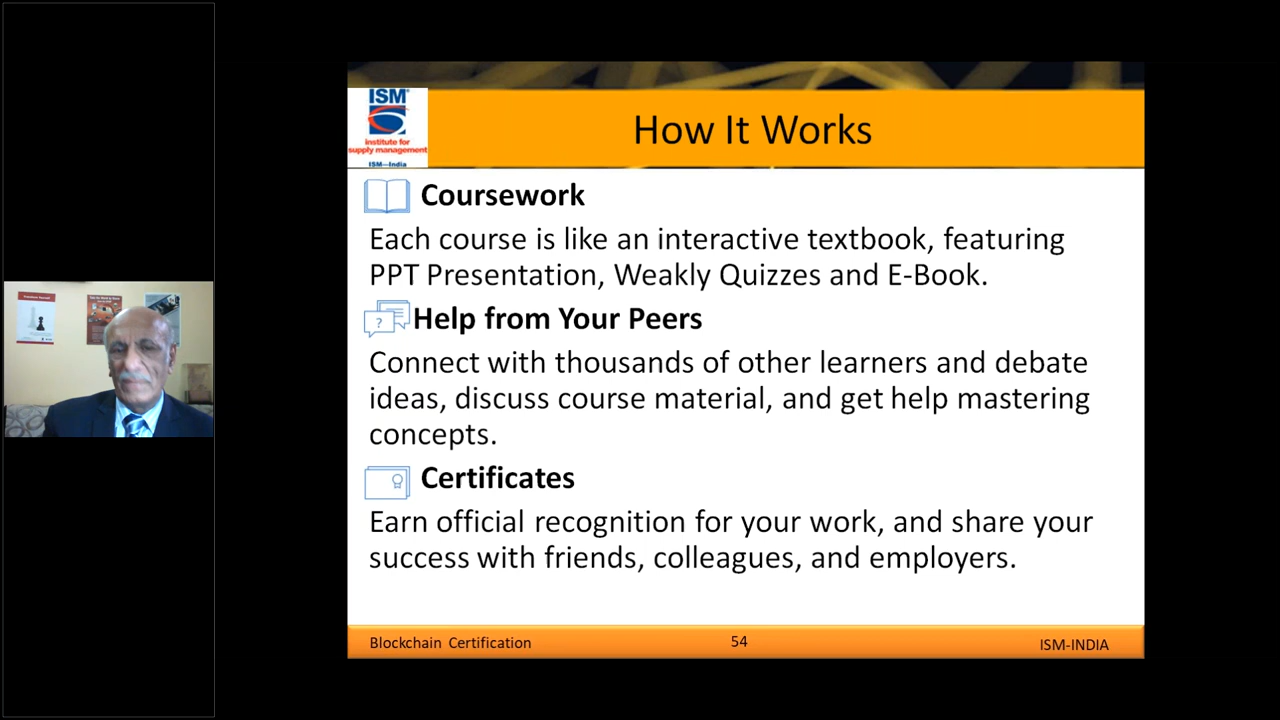 ISM
institute for
supply management
ISM—India
How It Works
Coursework
Each course is like an interactive textbook, featuring
PPT Presentation, Weakly Quizzes and E-Book.
?
Help from Your Peers
Connect with thousands of other learners and debate
ideas, discuss course material, and get help mastering
concepts.
Certificates
Earn official recognition for your work, and share your
success with friends, colleagues, and employers.
Blockchain Certification
54
ISM-INDIA